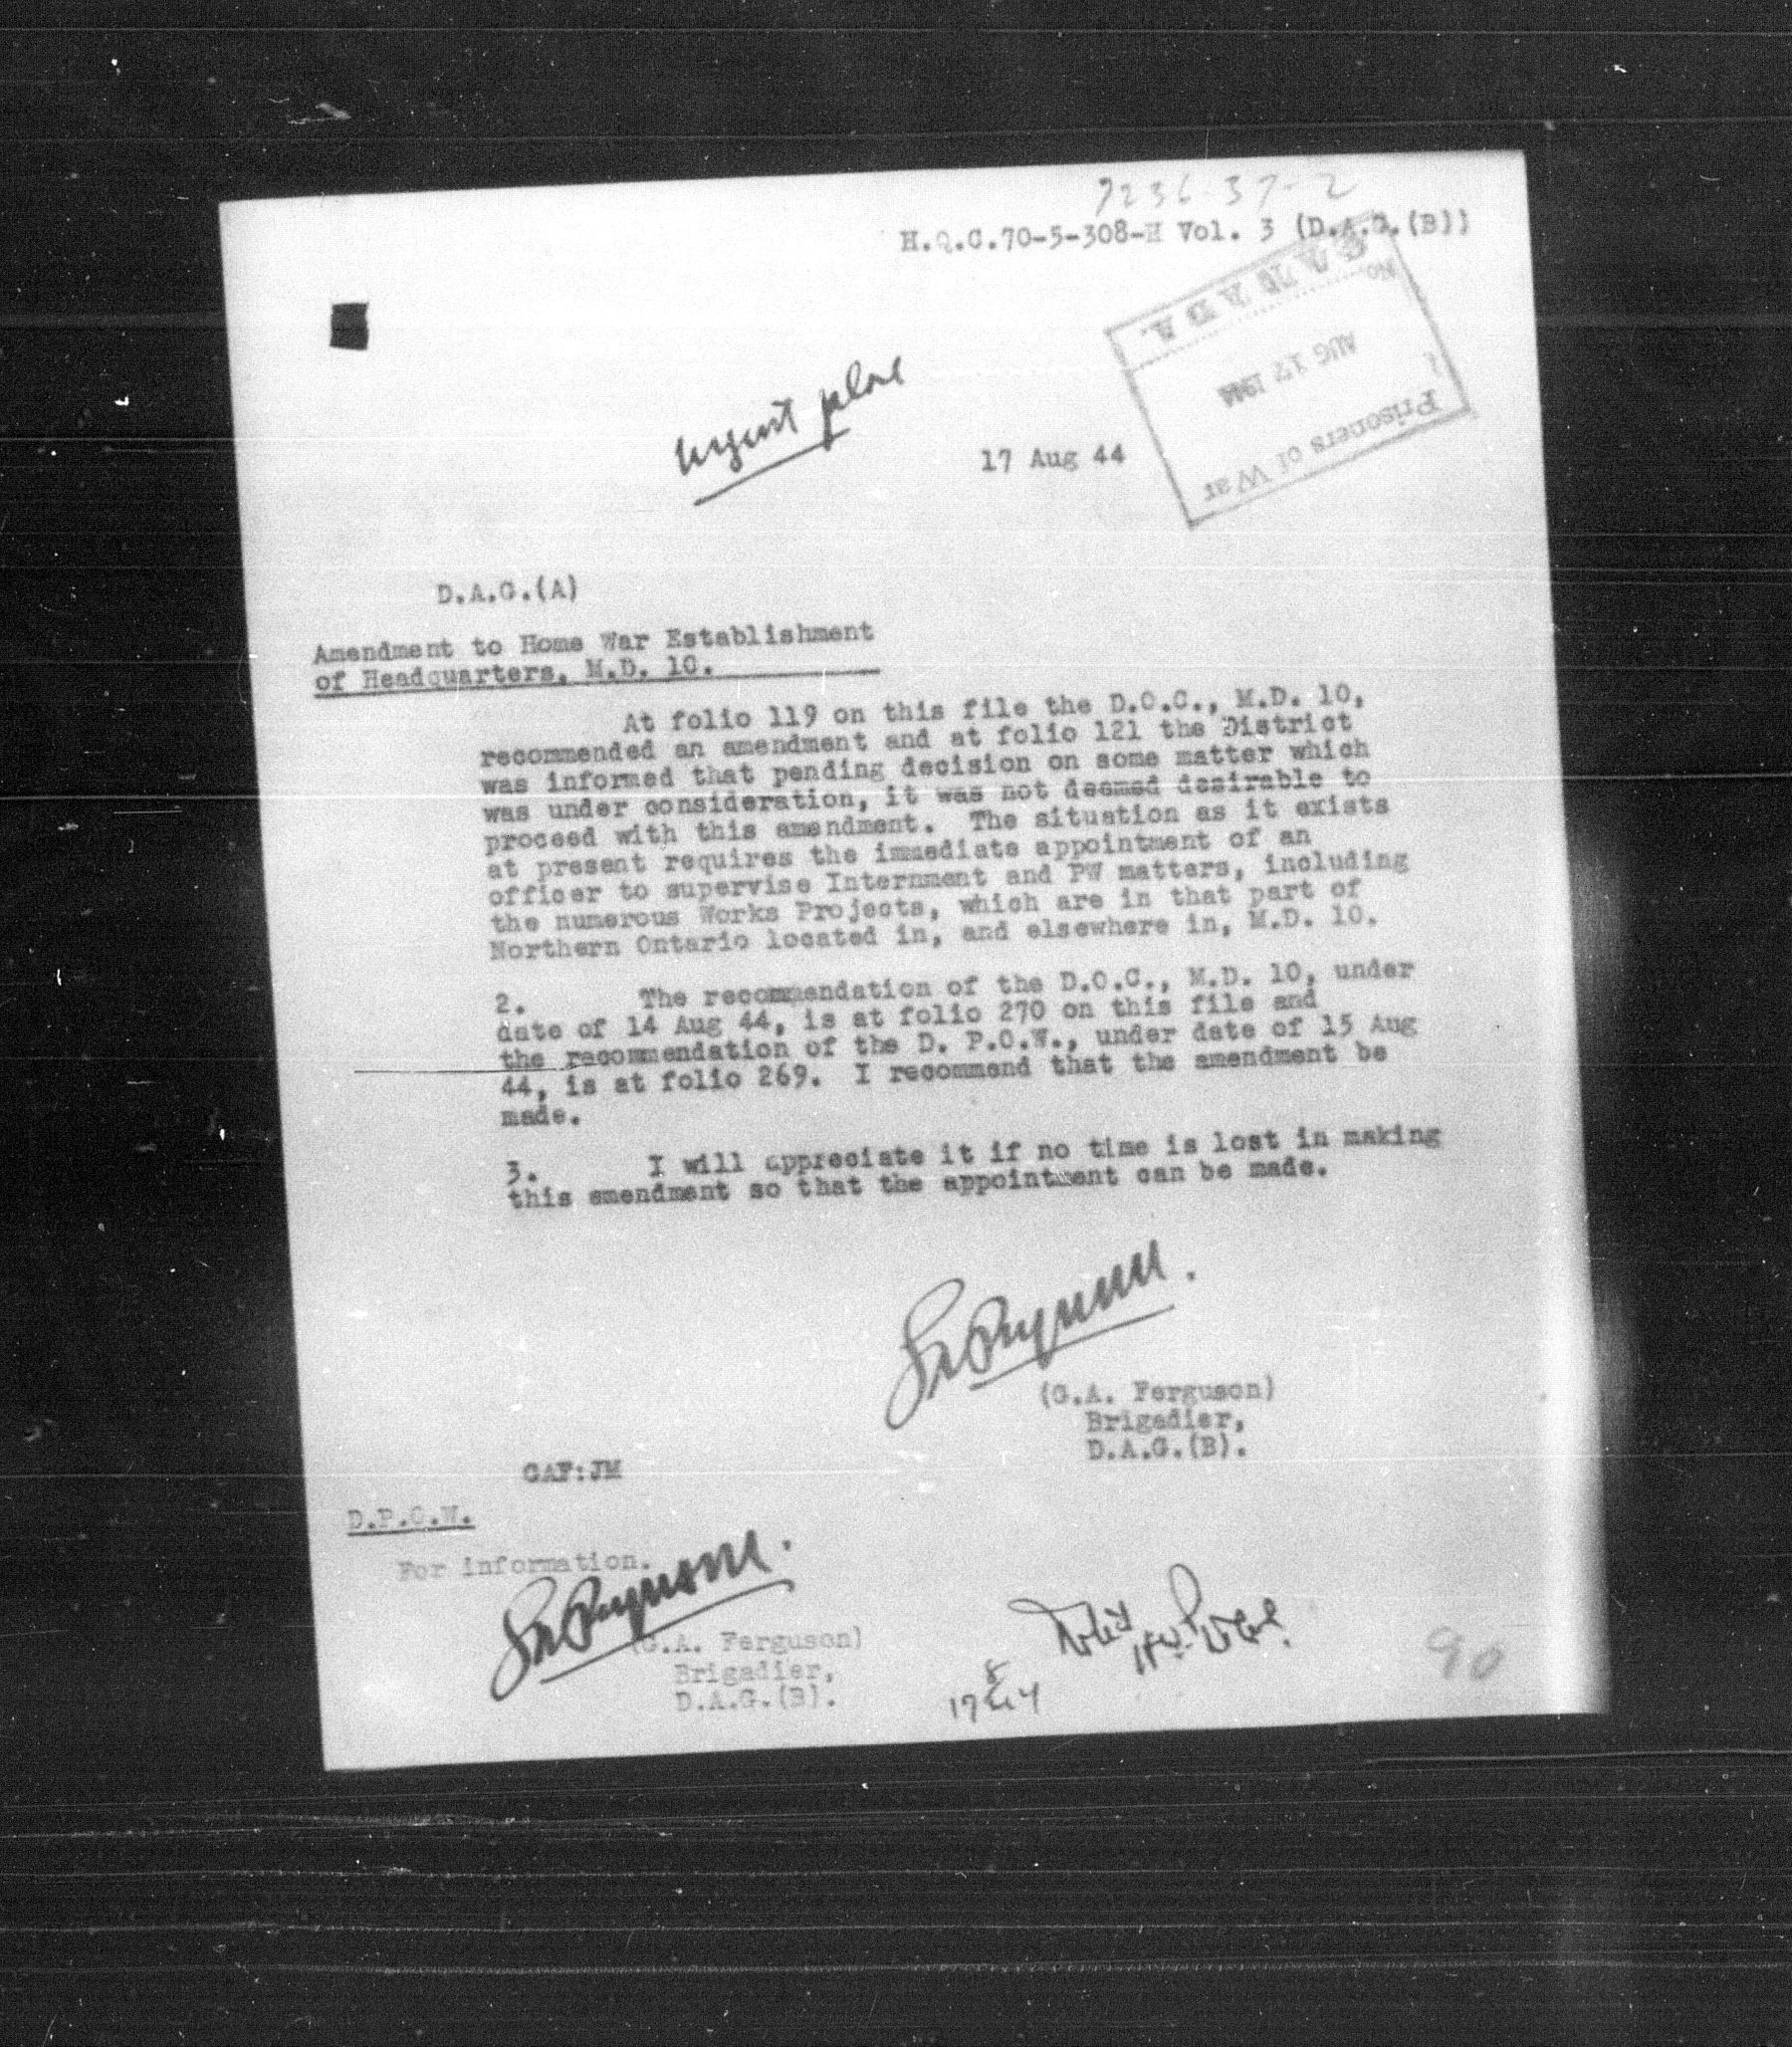 7236-37-2
H.Q.C.70-5-308-H Vol. 3 (D.A.G.(B))
CANADA.
No.
AUG 17 1944
Prisoners of War
urgent
17 Aug 44
D.A.G.(A)
Amendment to Home War Establishment
of Headquarters, M.D. 10.
At folio 119 on this file the D.O.C., M.D. 10,
recommended an amendment and at folio 121 the District
was informed that pending decision on some matter which
was under consideration, it was not deemed desirable to
proceed with this amendment. The situation as it exists
at present requires the immediate appointment of an
officer to supervise Internment and PW matters, including
the numerous Works Projects, which are in that part of
Northern Ontario located in, and elsewhere in, M.D. 10.
2. The recommendation of the D.O.C., M.D. 10, under
date of 14 Aug 44, is at folio 270 on this file and
the recommendation of the D. P.O.W., under date of 15 Aug
44, is at folio 269. I recommend that the amendment be
made.
3. I will appreciate it if no time is lost in making
this amendment so that the appointment can be made.
(G.A. Ferguson)
Brigadier,
D.A.G.(B).
GAF:JM
D.P.O.W.
For information.
(G.A. Ferguson)
Brigadier,
D.A.G.(B).
90